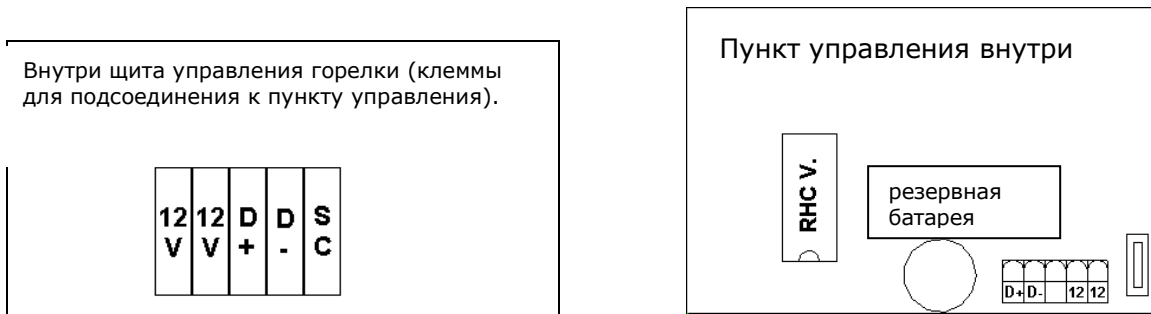 Внутри щита управления горелки (клеммы
для подсоединения к пункту управления).
12 V
12 V
D +
D -
S C
Пункт управления внутри
RHC V.
резервная
батарея
D+ D- 12 12